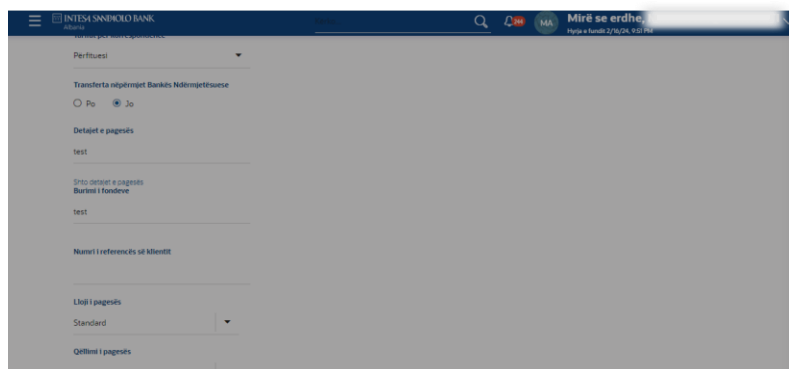 INTESA SANPAOLO BANK
Albania
294
MA
Mirë se erdhe,
Hyrja e fundit 2/16/24, 9:51 PM
Përfituesi
Transferta nëpërmjet Bankës Ndërmjetësuese
Po
Jo
Detajet e pagesës
test
Shto detajet e pagesës
Burimi i fondeve
test
Numri i referencës së klientit
Lloji i pagesës
Standard
Qëllimi i pagesës